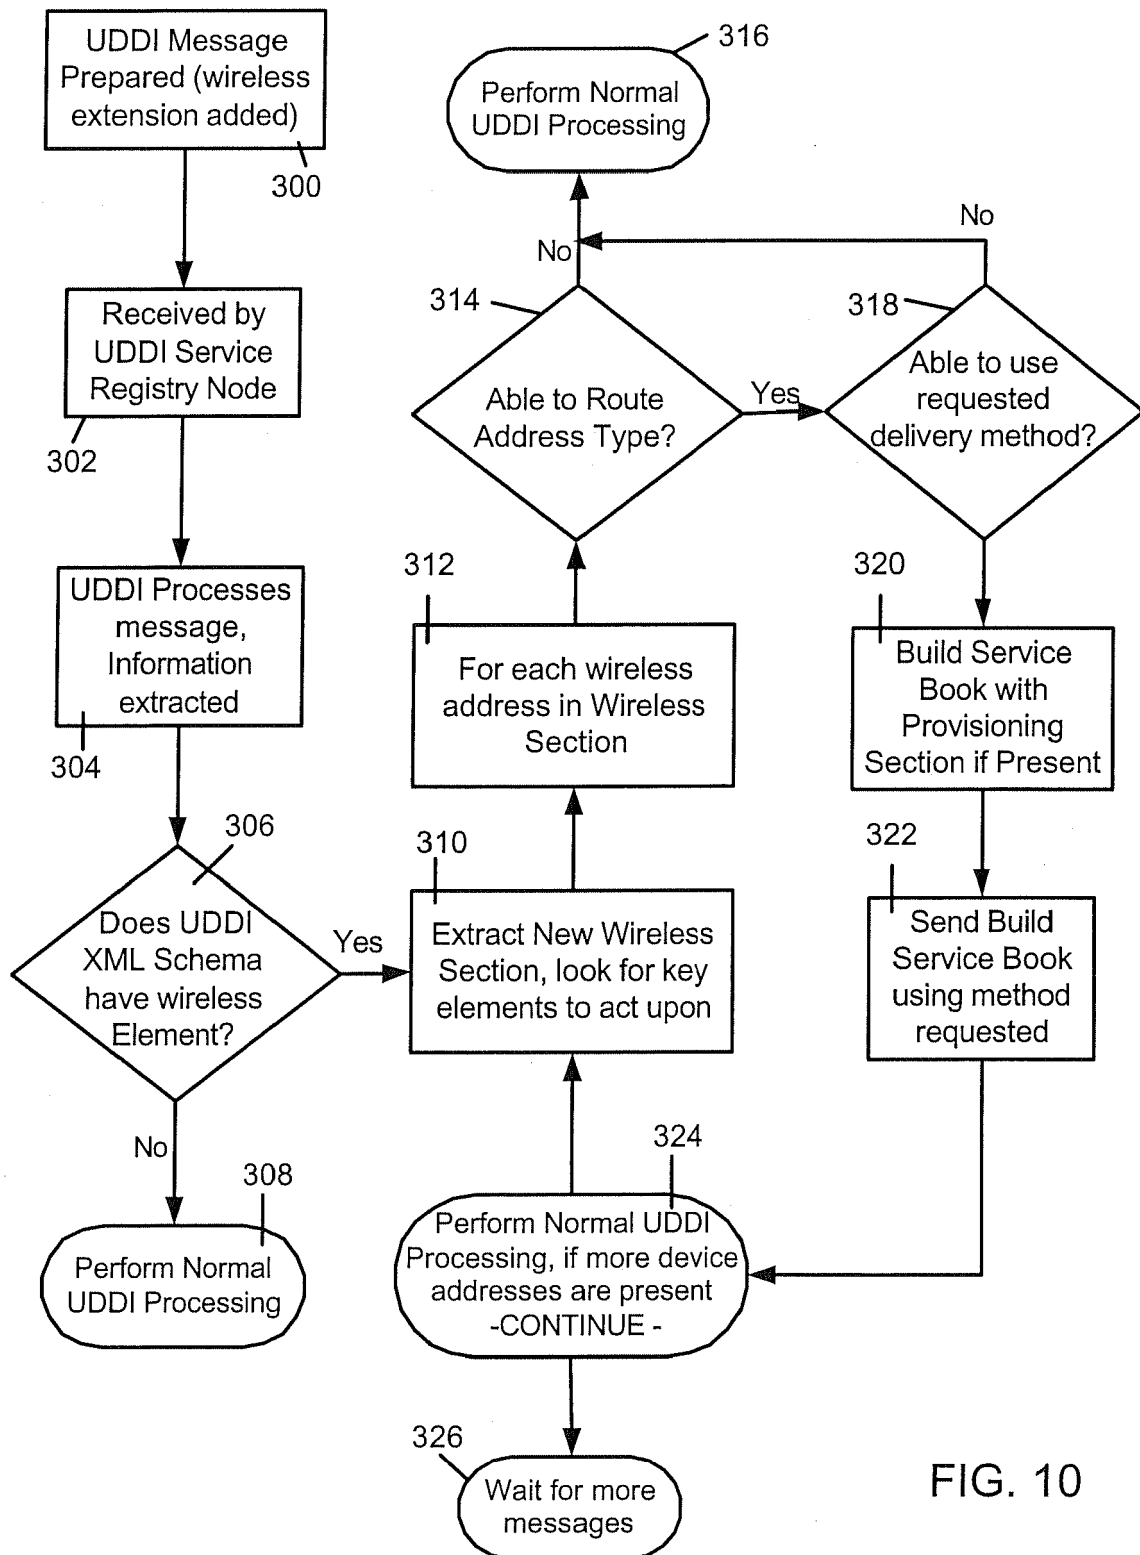 UDDI Message
Prepared (wireless
extension added)
300
Received by
UDDI Service
Registry Node
302
UDDI Processes
message,
Information
extracted
304
306
Does UDDI
XML Schema
have wireless
Element?
Yes
No
308
Perform Normal
UDDI Processing
310
Extract New Wireless
Section, look for key
elements to act upon
312
For each wireless
address in Wireless
Section
314
Able to Route
Address Type?
No
Yes
316
Perform Normal
UDDI Processing
No
318
Able to use
requested
delivery method?
320
Build Service
Book with
Provisioning
Section if Present
322
Send Build
Service Book
using method
requested
324
Perform Normal UDDI
Processing, if more device
addresses are present
-CONTINUE -
326
Wait for more
messages
FIG. 10